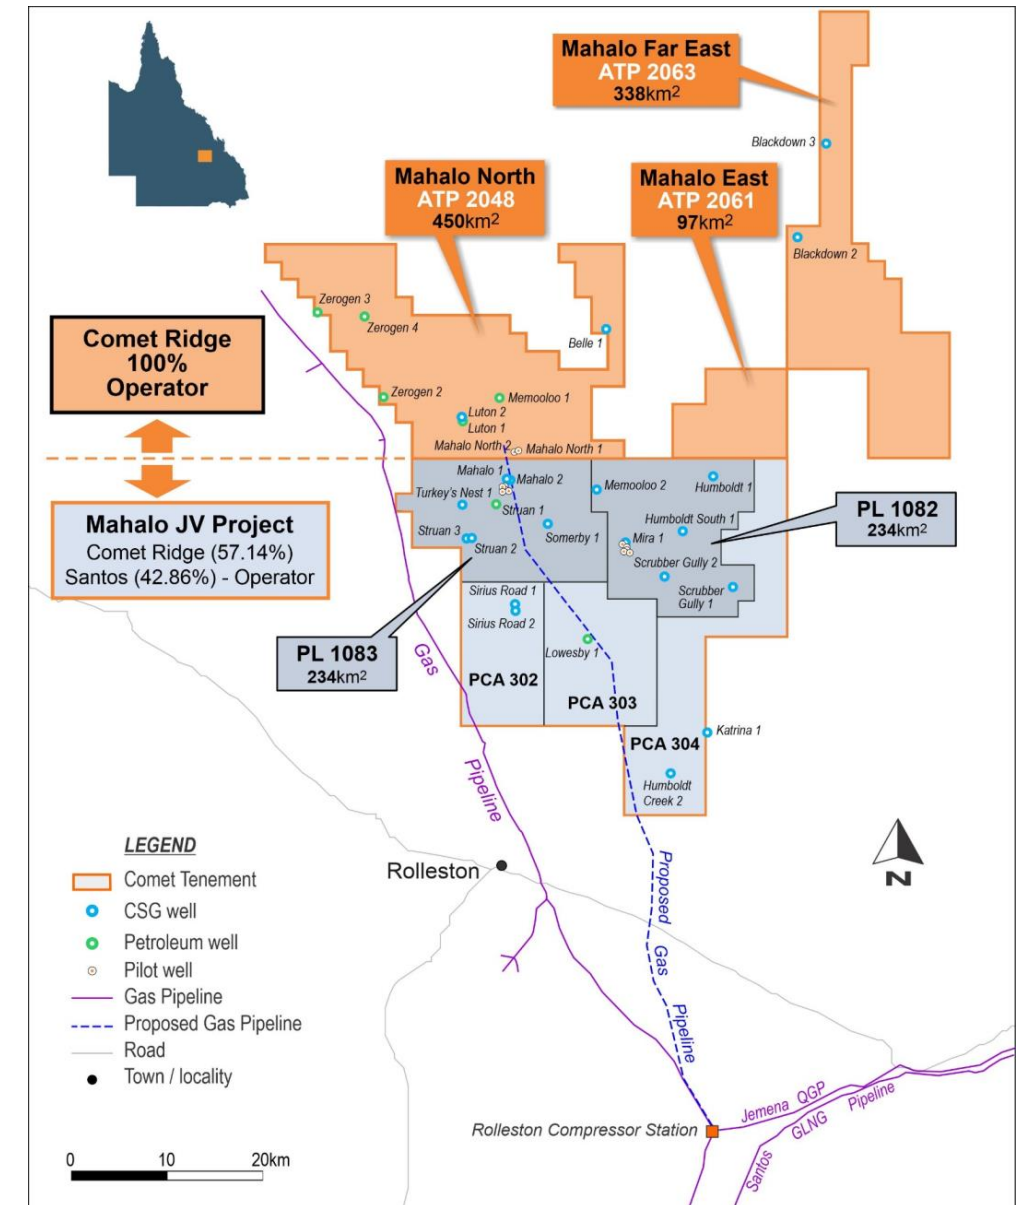 Mahalo Far East
ATP 2063
338km²
Blackdown 3
Mahalo North
ATP 2048
450km²
Mahalo East
ATP 2061
97km²
Blackdown 2
Zerogen 3
Zerogen 4
Belle 1
Comet Ridge
100%
Operator
Zerogen 2
Memooloo 1
Luton 2
Luton 1
Mahalo North 2
Mahalo North 1
Mahalo 1
Mahalo 2
Memooloo 2
Humboldt 1
Turkey's Nest 1
Struan 1
Humboldt South 1
PL 1082
234km²
Mahalo JV Project
Comet Ridge (57.14%)
Santos (42.86%) - Operator
Struan 3
Struan 2
Somerby 1
Mira 1
Scrubber Gully 2
Scrubber
Gully 1
Sirius Road 1
Sirius Road 2
PL 1083
234km²
Lowesby 1
PCA 302
PCA 303
PCA 304
Katrina 1
Humboldt
Creek 2
Gas
Pipeline
Proposed
Gas
Pipeline
Rolleston
N
LEGEND
Comet Tenement
CSG well
Petroleum well
Pilot well
Gas Pipeline
Proposed Gas Pipeline
Road
Town / locality
Jemena QGP
Santos GLNG Pipeline
Rolleston Compressor Station
0 10 20km